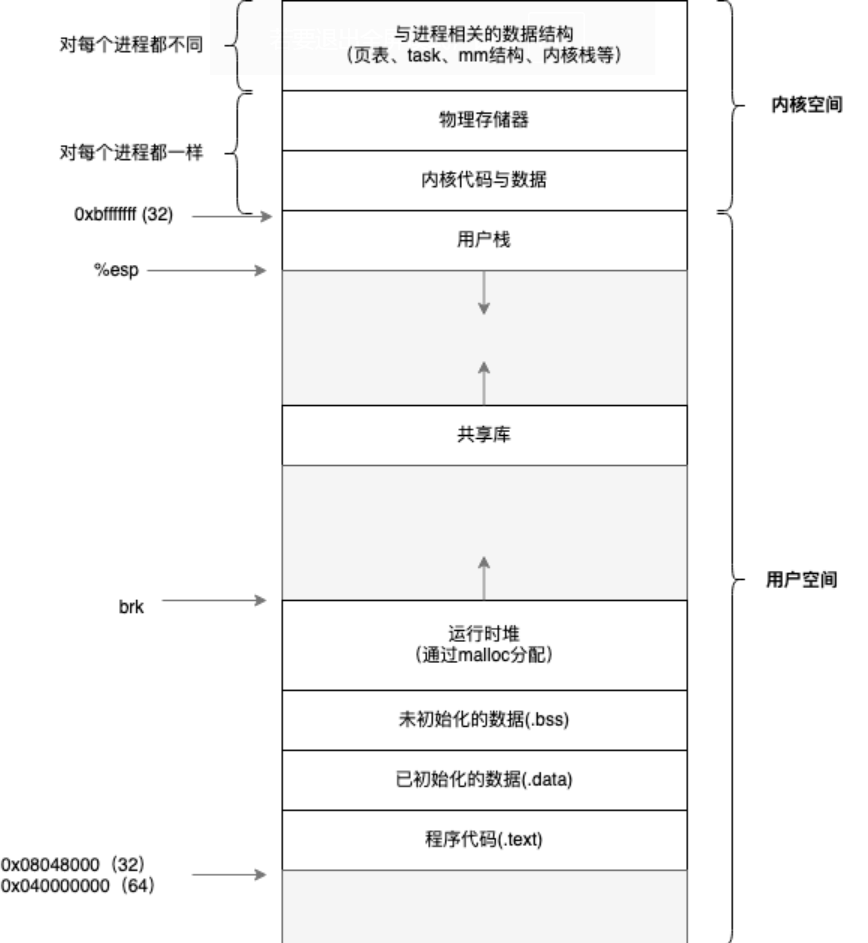 对每个进程都不同
与进程相关的数据结构
（页表、task、mm结构、内核栈等）
内核空间
物理存储器
对每个进程都一样
内核代码与数据
0xbfffffff (32)
用户栈
%esp
共享库
用户空间
brk
运行时堆
（通过malloc分配）
未初始化的数据(.bss)
已初始化的数据(.data)
程序代码(.text)
0x08048000（32）
0x040000000（64）